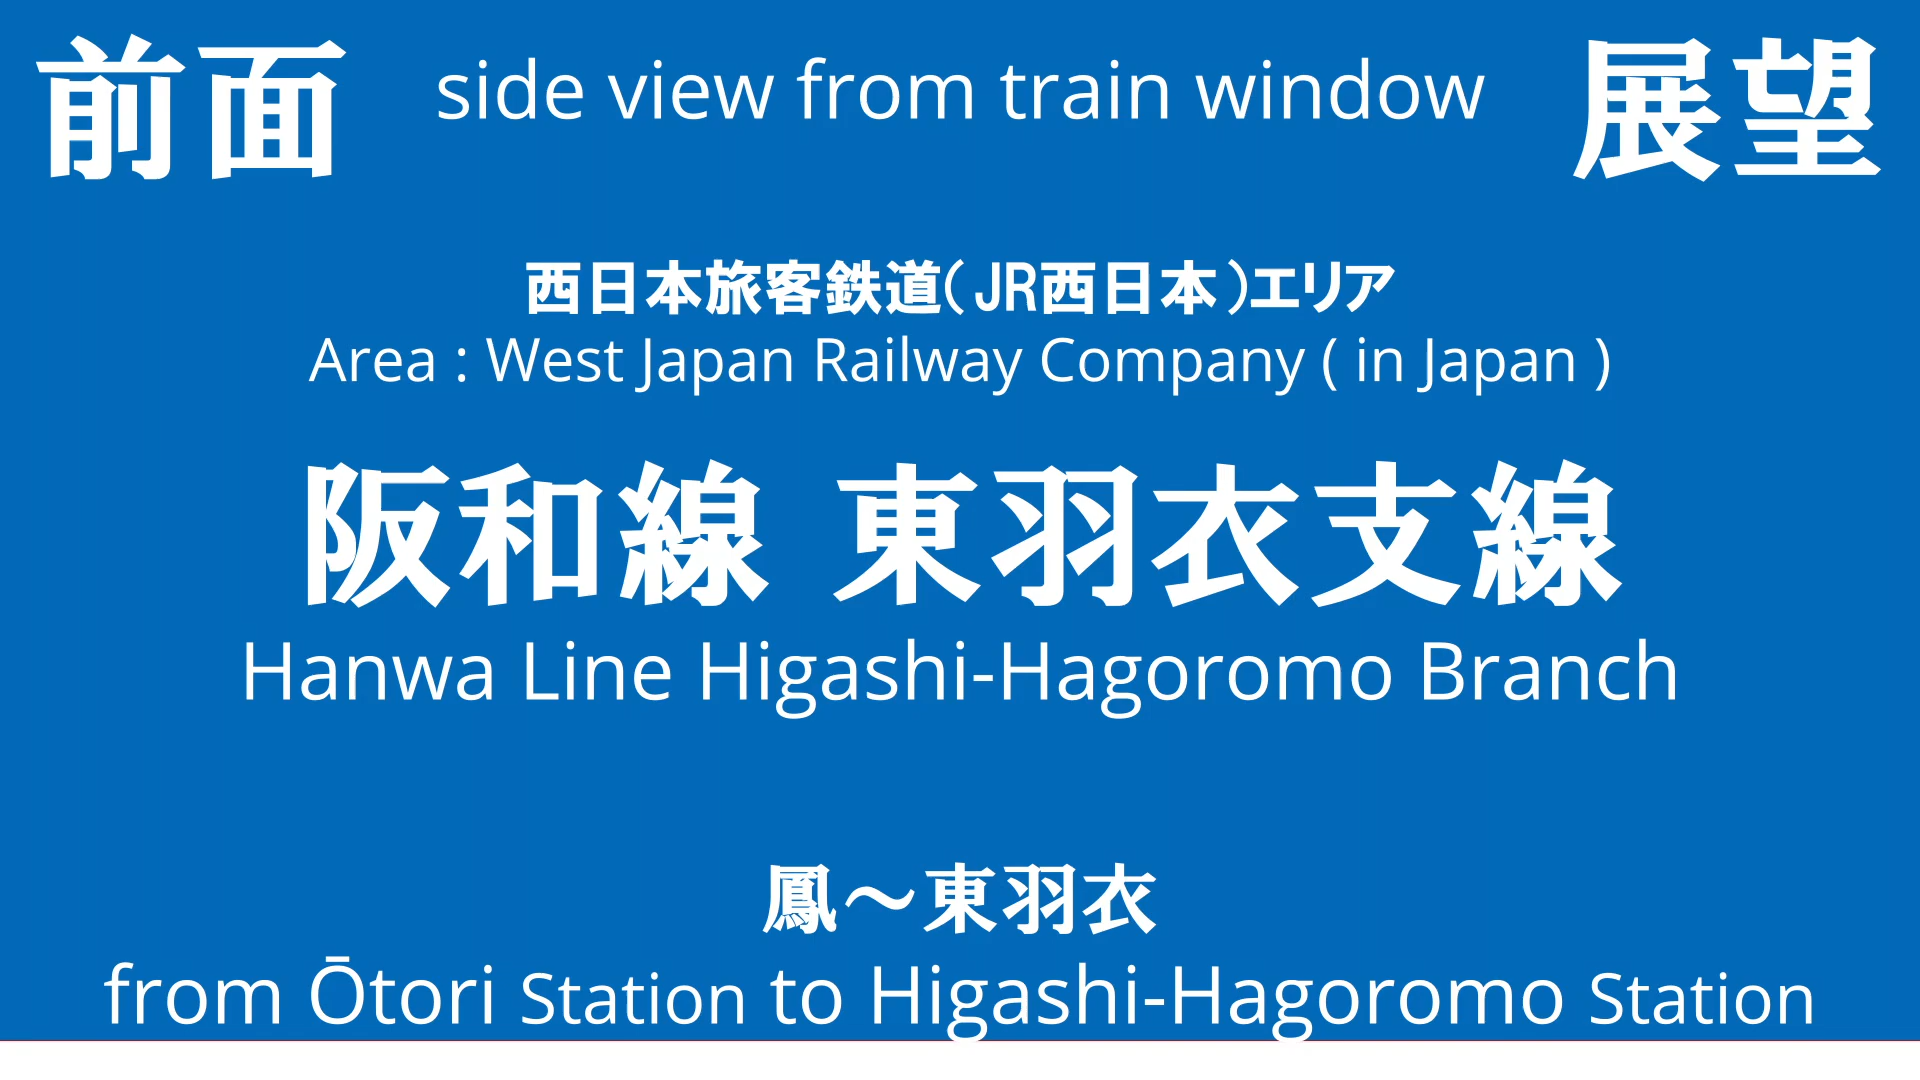 前面 side view from train window 展望
西日本旅客鉄道(JR西日本)エリア
Area : West Japan Railway Company ( in Japan )
阪和線 東羽衣支線
Hanwa Line Higashi-Hagoromo Branch
鳳～東羽衣
from Ōtori Station to Higashi-Hagoromo Station